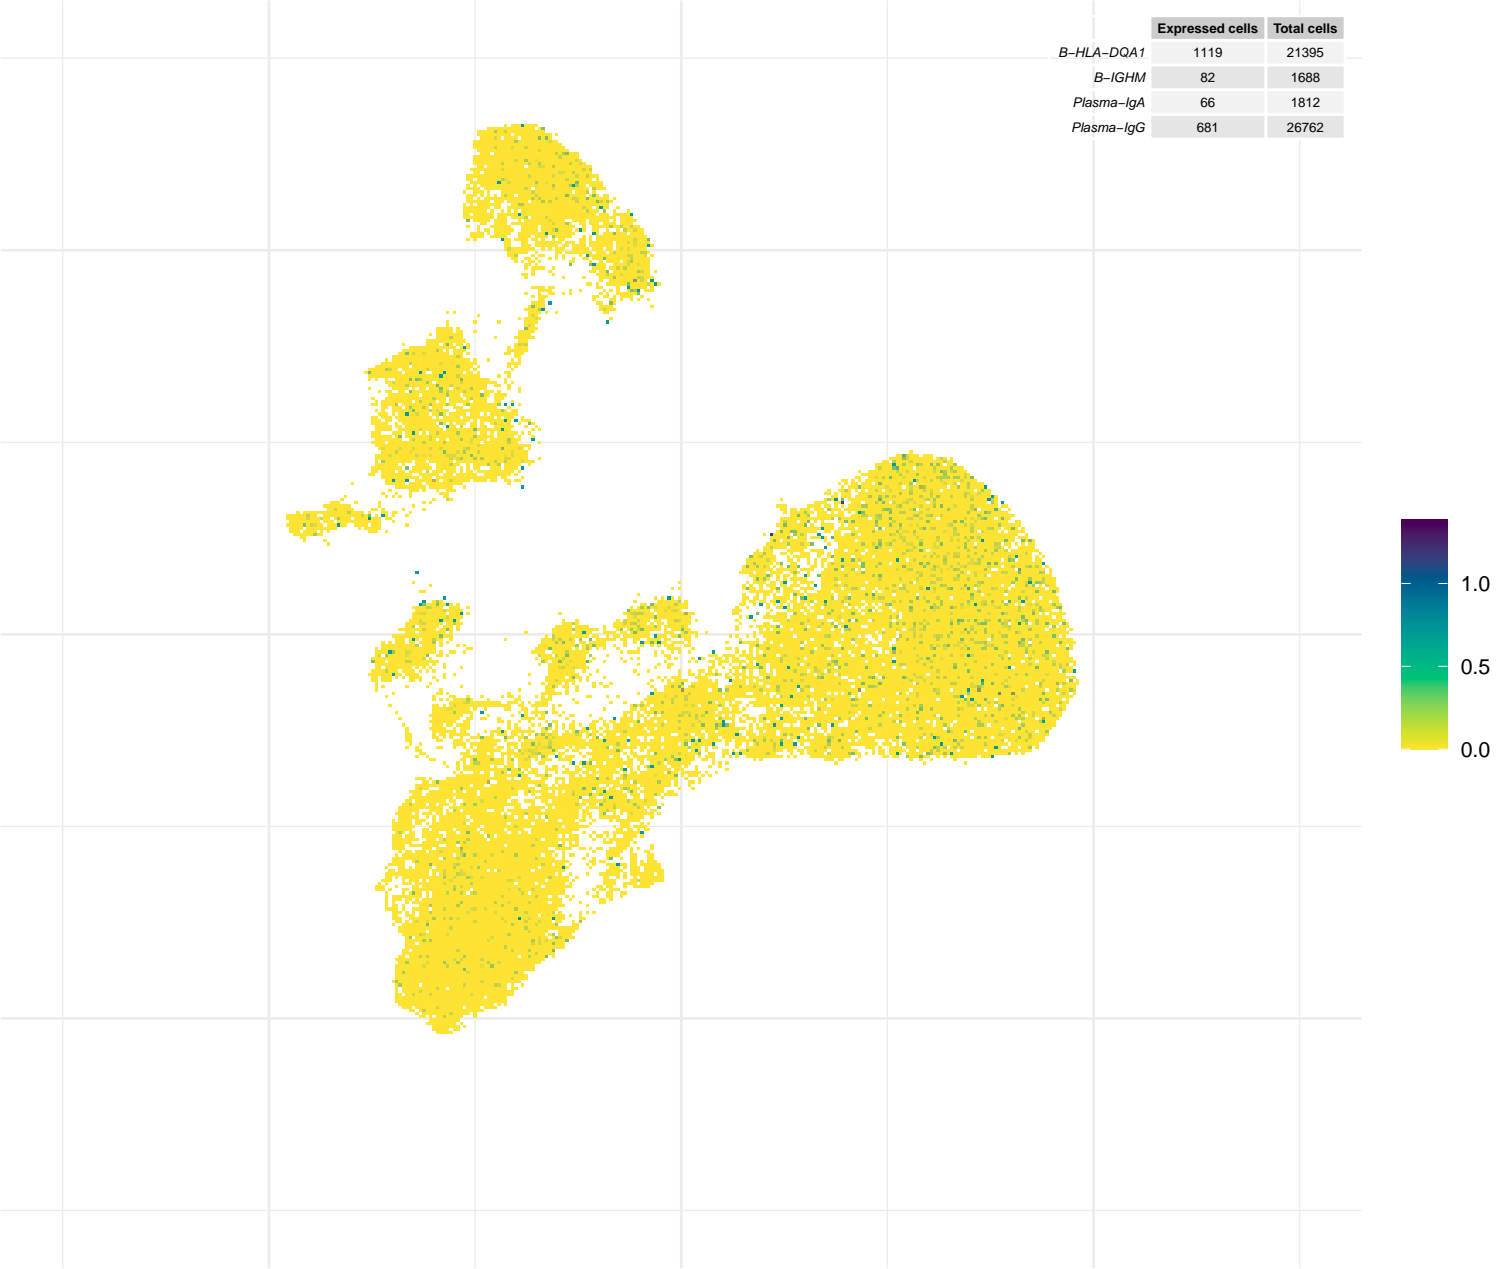 Expressed cells Total cells
B−HLA−DQA1 1119 21395
B−IGHM 82 1688
Plasma−IgA 66 1812
Plasma−IgG 681 26762
1.0
0.5
0.0